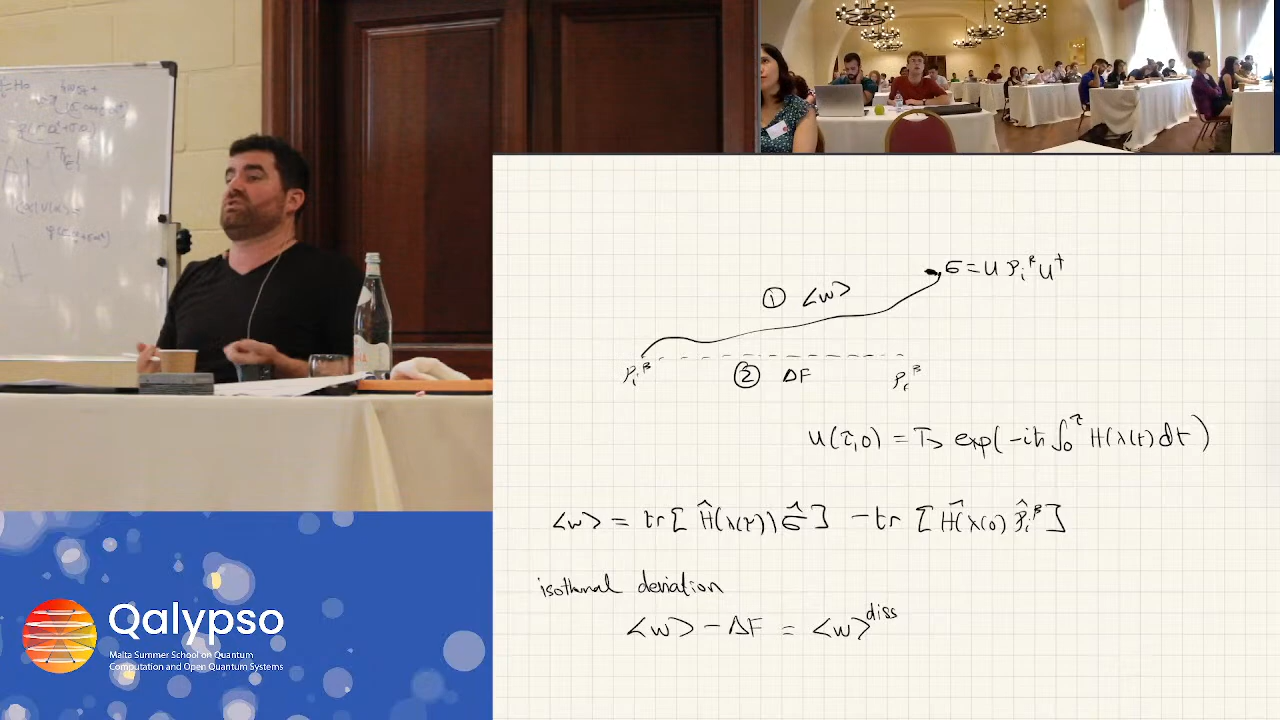 σ = U ρᵢᵝ U†
① ⟨w⟩
ρᵢᵝ ② ΔF ρ_fᵝ
U(τ,0) = T> exp(-iħ ∫₀^τ H(λ(t) dt)
⟨w⟩ = tr[ Ĥ(λ(τ)) σ̂ ] - tr [ Ĥ(λ(0) ρ̂ᵢᵝ ]
isothermal deviation
⟨w⟩ - ΔF = ⟨w⟩^diss
Qalypso
Malta Summer School on Quantum
Computation and Open Quantum Systems